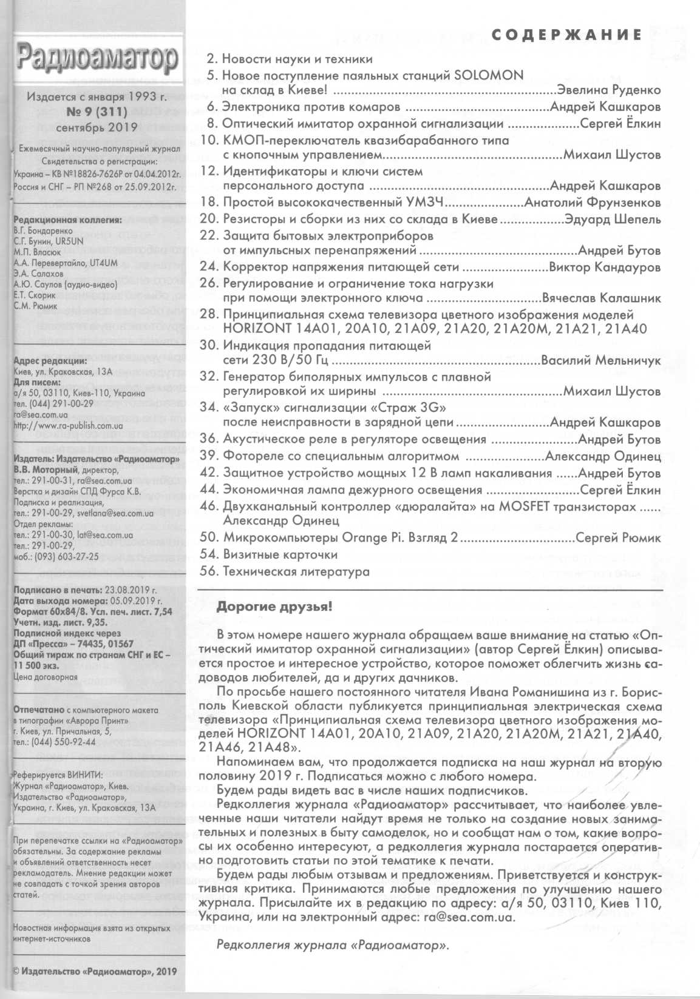 Радиоаматор
Издается с января 1993 г.
№ 9 (311)
сентябрь 2019
Ежемесячный научно-популярный журнал
Свидетельства о регистрации:
Украина – КВ №18826-7626Р от 04.04.2012г.
Россия и СНГ – РП №268 от 25.09.2012г.
Редакционная коллегия:
В.Г. Бондаренко
С.Г. Бунин, UR5UN
М.П. Власюк
А.А. Перевертайло, UT4UM
Э.А. Салахов
А.Ю. Саулов (аудио-видео)
Е.Т. Скорик
С.М. Рюмик
Адрес редакции:
Киев, ул. Краковская, 13А
Для писем:
а/я 50, 03110, Киев-110, Украина
тел. (044) 291-00-29
ra@sea.com.ua
http://www.ra-publish.com.ua
Издатель: Издательство «Радиоаматор»
В.В. Моторный, директор,
тел.: 291-00-31, ra@sea.com.ua
Верстка и дизайн СПД Фурса К.В.
Подписка и реализация,
тел.: 291-00-29, svetlana@sea.com.ua
Отдел рекламы:
тел.: 291-00-30, lat@sea.com.ua
тел.: 291-00-29,
моб.: (093) 603-27-25
Подписано в печать: 23.08.2019 г.
Дата выхода номера: 05.09.2019 г.
Формат 60х84/8. Усл. печ. лист. 7,54
Учетн. изд. лист. 9,35.
Подписной индекс через
ДП «Пресса» – 74435, 01567
Общий тираж по странам СНГ и ЕС –
11 500 экз.
Цена договорная
Отпечатано с компьютерного макета
в типографии «Аврора Принт»
г. Киев, ул. Причальная, 5,
тел.: (044) 550-92-44
Реферируется ВИНИТИ:
Журнал «Радиоаматор», Киев.
Издательство «Радиоаматор»,
Украина, г. Киев, ул. Краковская, 13А
При перепечатке ссылки на «Радиоаматор»
обязательны. За содержание рекламы
и объявлений ответственность несет
рекламодатель. Мнение редакции может
не совпадать с точкой зрения авторов
статей.
Новостная информация взята из открытых
интернет-источников
© Издательство «Радиоаматор», 2019
СОДЕРЖАНИЕ
2. Новости науки и техники
5. Новое поступление паяльных станций SOLOMON
на склад в Киеве! ........................Эвелина Руденко
6. Электроника против комаров ........................Андрей Кашкаров
8. Оптический имитатор охранной сигнализации ...................Сергей Ёлкин
10. КМОП-переключатель квазибарабанного типа
с кнопочным управлением........................Михаил Шустов
12. Идентификаторы и ключи систем
персонального доступа ........................Андрей Кашкаров
18. Простой высококачественный УМЗЧ.....................Анатолий Фрунзенков
20. Резисторы и сборки из них со склада в Киеве.................Эдуард Шепель
22. Защита бытовых электроприборов
от импульсных перенапряжений........................Андрей Бутов
24. Корректор напряжения питающей сети.......................Виктор Кандауров
26. Регулирование и ограничение тока нагрузки
при помощи электронного ключа ........................Вячеслав Калашник
28. Принципиальная схема телевизора цветного изображения моделей
HORIZONT 14A01, 20A10, 21A09, 21A20, 21A20M, 21A21, 21A40
30. Индикация пропадания питающей
сети 230 В/50 Гц........................Василий Мельничук
32. Генератор биполярных импульсов с плавной
регулировкой их ширины ........................Михаил Шустов
34. «Запуск» сигнализации «Страж 3G»
после неисправности в зарядной цепи.........................Андрей Кашкаров
36. Акустическое реле в регуляторе освещения .......................Андрей Бутов
39. Фотореле со специальным алгоритмом .....................Александр Одинец
42. Защитное устройство мощных 12 В ламп накаливания ......Андрей Бутов
44. Экономичная лампа дежурного освещения .........................Сергей Ёлкин
46. Двухканальный контроллер «дюралайта» на MOSFET транзисторах ......
Александр Одинец
50. Микрокомпьютеры Orange Pi. Взгляд 2..............................Сергей Рюмик
54. Визитные карточки
56. Техническая литература
Дорогие друзья!
В этом номере нашего журнала обращаем ваше внимание на статью «Оп-
тический имитатор охранной сигнализации» (автор Сергей Ёлкин) описыва-
ется простое и интересное устройство, которое поможет облегчить жизнь са-
доводов любителей, да и других дачников.
По просьбе нашего постоянного читателя Ивана Романишина из г. Борис-
поль Киевской области публикуется принципиальная электрическая схема
телевизора «Принципиальная схема телевизора цветного изображения мо-
делей HORIZONT 14A01, 20A10, 21A09, 21A20, 21A20M, 21A21, 21A40,
21A46, 21A48».
Напоминаем вам, что продолжается подписка на наш журнал на вторую
половину 2019 г. Подписаться можно с любого номера.
Будем рады видеть вас в числе наших подписчиков.
Редколлегия журнала «Радиоаматор» рассчитывает, что наиболее увле-
ченные наши читатели найдут время не только на создание новых занима-
тельных и полезных в быту самоделок, но и сообщат нам о том, какие вопро-
сы их особенно интересуют, а редколлегия журнала постарается оператив-
но подготовить статьи по этой тематике к печати.
Будем рады любым отзывам и предложениям. Приветствуется и конструк-
тивная критика. Принимаются любые предложения по улучшению нашего
журнала. Присылайте их в редакцию по адресу: а/я 50, 03110, Киев 110,
Украина, или на электронный адрес: ra@sea.com.ua.
Редколлегия журнала «Радиоаматор».